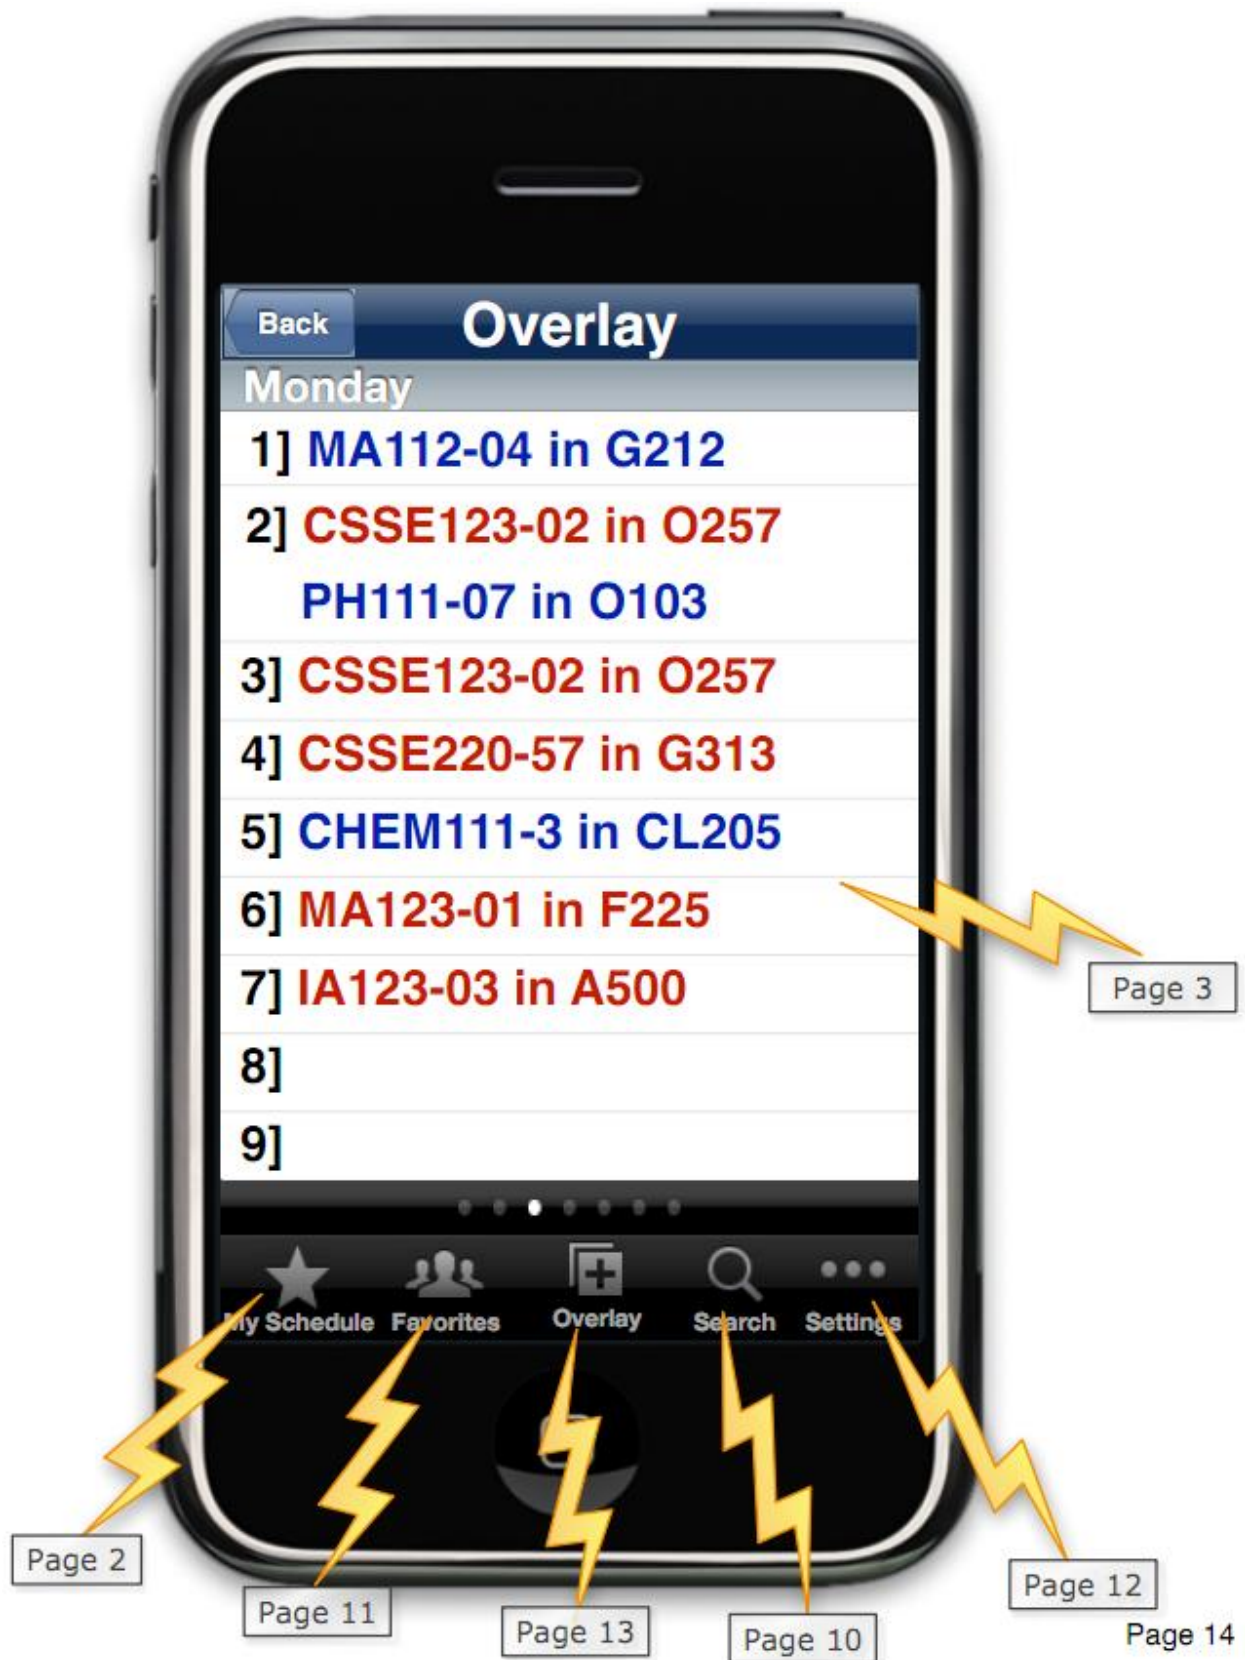 Back Overlay
Monday
1] MA112-04 in G212
2] CSSE123-02 in O257
PH111-07 in O103
3] CSSE123-02 in O257
4] CSSE220-57 in G313
5] CHEM111-3 in CL205
6] MA123-01 in F225
7] IA123-03 in A500
Page 3
8]
9]
My Schedule Favorites Overlay Search Settings
Page 2
Page 11
Page 13
Page 10
Page 12
Page 14